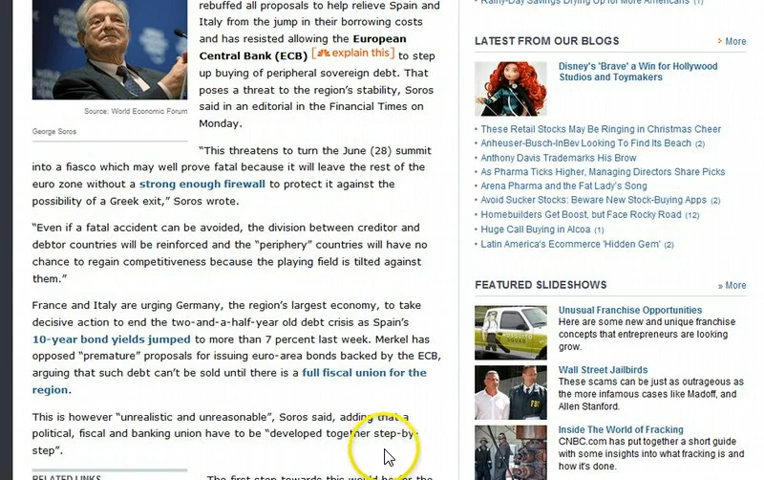 rebuffed all proposals to help relieve Spain and
Italy from the jump in their borrowing costs
and has resisted allowing the European
Central Bank (ECB) [explain this] to step
up buying of peripheral sovereign debt. That
poses a threat to the region's stability, Soros
said in an editorial in the Financial Times on
Monday.
Source: World Economic Forum
George Soros
"This threatens to turn the June (28) summit
into a fiasco which may well prove fatal because it will leave the rest of the
euro zone without a strong enough firewall to protect it against the
possibility of a Greek exit," Soros wrote.
"Even if a fatal accident can be avoided, the division between creditor and
debtor countries will be reinforced and the "periphery" countries will have no
chance to regain competitiveness because the playing field is tilted against
them."
France and Italy are urging Germany, the region's largest economy, to take
decisive action to end the two-and-a-half-year old debt crisis as Spain's
10-year bond yields jumped to more than 7 percent last week. Merkel has
opposed "premature" proposals for issuing euro-area bonds backed by the ECB,
arguing that such debt can't be sold until there is a full fiscal union for the
region.
This is however "unrealistic and unreasonable", Soros said, adding that a
political, fiscal and banking union have to be "developed together step-by-
step".
RELATED LINKS
The first step towards this would be for the
Rainy-Day Savings Drying Up for More Americans (1)
LATEST FROM OUR BLOGS
More
Disney's 'Brave' a Win for Hollywood
Studios and Toymakers
These Retail Stocks May Be Ringing in Christmas Cheer
Anheuser-Busch-InBev Looking To Find Its Beach (2)
Anthony Davis Trademarks His Brow
As Pharma Ticks Higher, Managing Directors Share Picks
Arena Pharma and the Fat Lady's Song
Avoid Sucker Stocks: Beware New Stock-Buying Apps (2)
Homebuilders Get Boost, but Face Rocky Road (12)
Huge Call Buying in Alcoa (1)
Latin America's Ecommerce 'Hidden Gem' (2)
FEATURED SLIDESHOWS
» More
Unusual Franchise Opportunities
Here are some new and unique franchise
concepts that entrepreneurs are looking
grow.
Wall Street Jailbirds
These scams can be just as outrageous as
the more infamous cases like Madoff, and
Allen Stanford.
Inside The World of Fracking
CNBC.com has put together a short guide
with some insights into what fracking is and
how it's done.